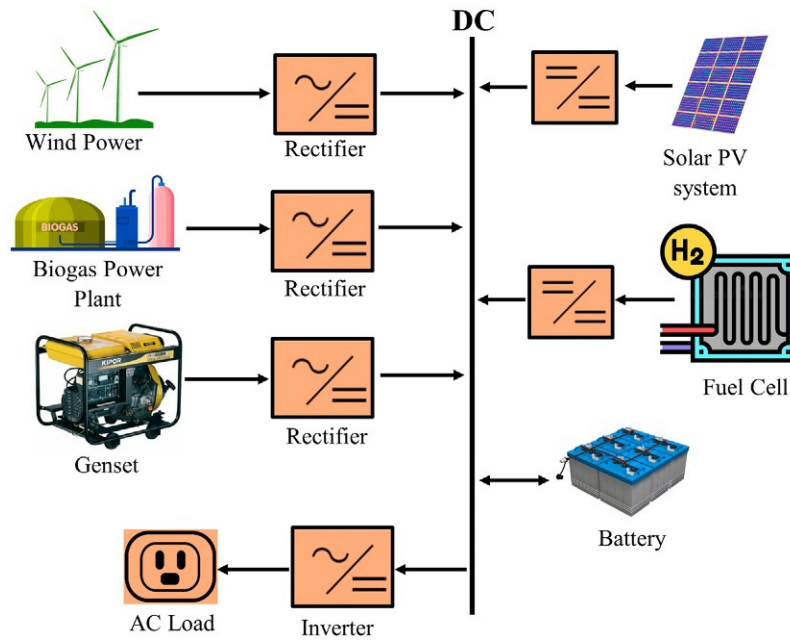 DC
Wind Power
Rectifier
Solar PV
system
BIOGAS
Biogas Power
Plant
Rectifier
H2
Fuel Cell
KIPOR
Genset
Rectifier
Battery
AC Load
Inverter